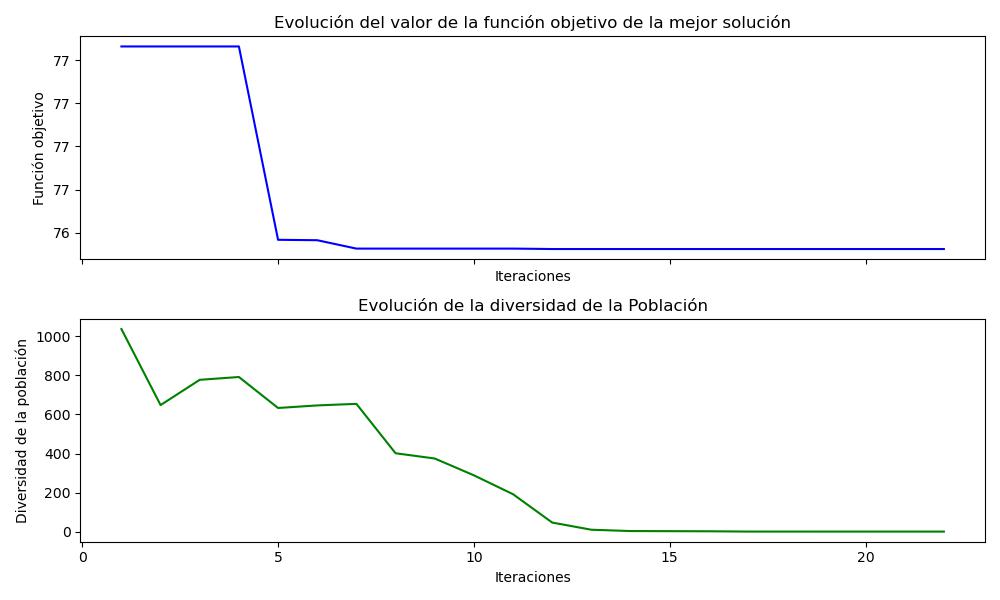 Evolución del valor de la función objetivo de la mejor solución
77
77
77
77
76
Función objetivo
Iteraciones
Evolución de la diversidad de la Población
1000
800
600
400
200
0
Diversidad de la población
0 5 10 15 20
Iteraciones